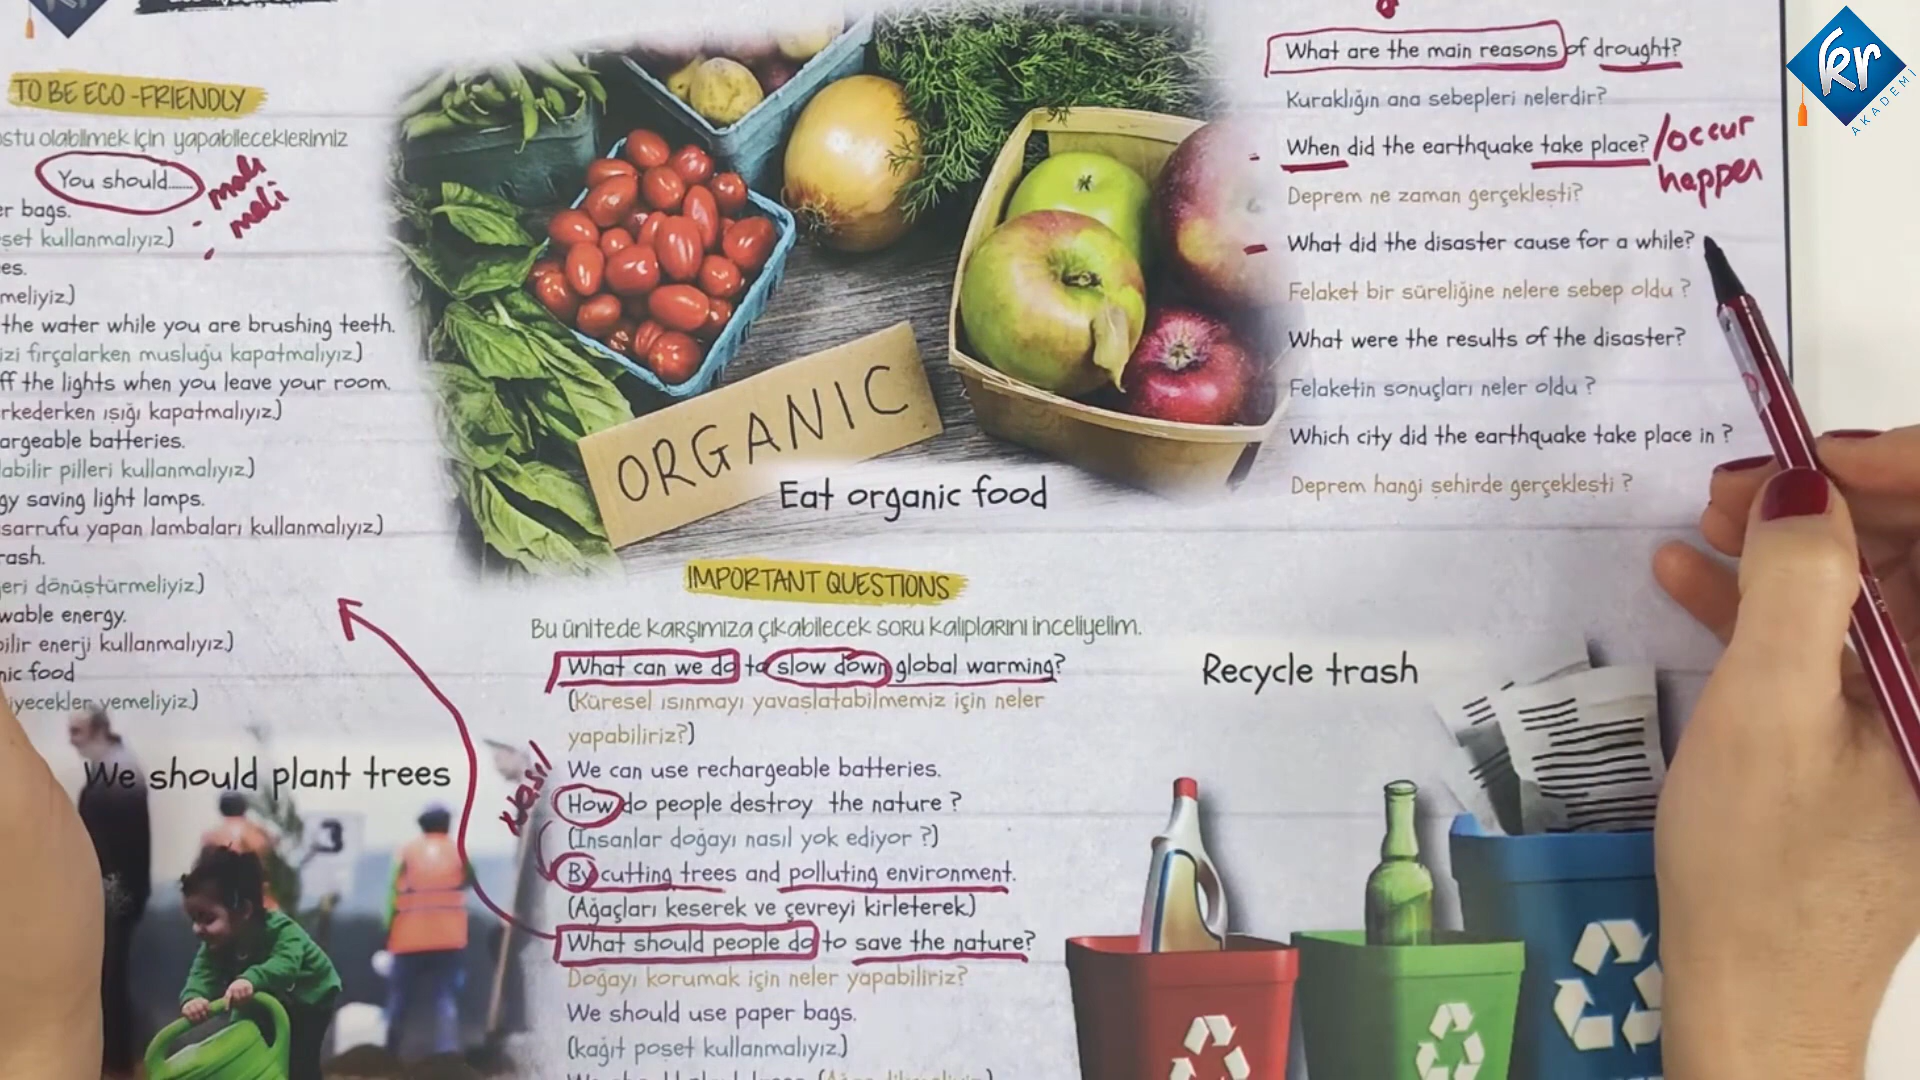 TO BE ECO-FRIENDLY
stu olabilmek için yapabileceklerimiz
You should.......
malı
meli
er bags.
set kullanmalıyız.)
es.
meliyiz.)
the water while you are brushing teeth.
izi fırçalarken musluğu kapatmalıyız.)
ff the lights when you leave your room.
rkederken ışığı kapatmalıyız.)
argeable batteries.
labilir pilleri kullanmalıyız.)
gy saving light lamps.
sarrufu yapan lambaları kullanmalıyız.)
rash.
eri dönüştürmeliyiz.)
wable energy.
bilir enerji kullanmalıyız.)
nic food
iyecekler yemeliyiz.)
We should plant trees
3
ORGANIC
Eat organic food
IMPORTANT QUESTIONS
Bu ünitede karşımıza çıkabilecek soru kalıplarını inceliyelim.
What can we do to slow down global warming?
(Küresel ısınmayı yavaşlatabilmemiz için neler
yapabiliriz?)
We can use rechargeable batteries.
Nasıl
How do people destroy the nature ?
(İnsanlar doğayı nasıl yok ediyor ?)
By cutting trees and polluting environment.
(Ağaçları keserek ve çevreyi kirleterek.)
What should people do to save the nature?
Doğayı korumak için neler yapabiliriz?
We should use paper bags.
(kağıt poşet kullanmalıyız.)
What are the main reasons of drought?
Kuraklığın ana sebepleri nelerdir?
When did the earthquake take place? /occur
happen
Deprem ne zaman gerçekleşti?
What did the disaster cause for a while?
Felaket bir süreliğine nelere sebep oldu ?
What were the results of the disaster?
Felaketin sonuçları neler oldu ?
Which city did the earthquake take place in ?
Deprem hangi şehirde gerçekleşti ?
Recycle trash
kr
AKADEMİ